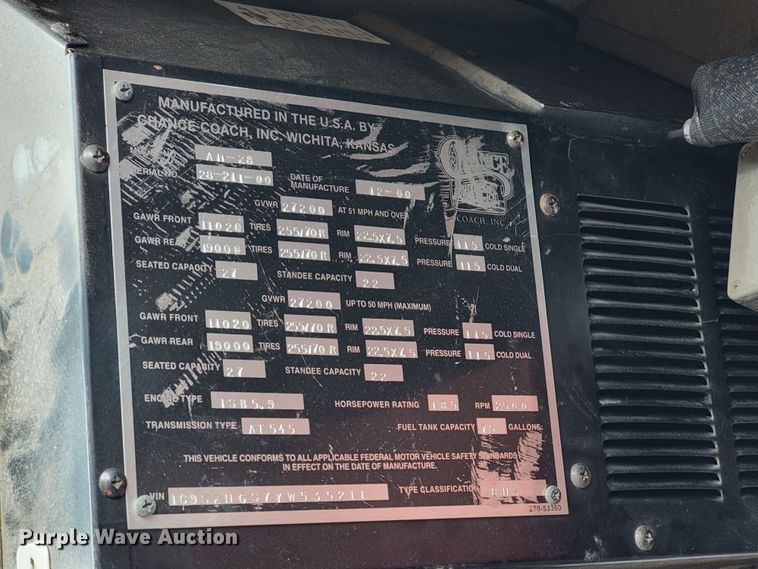 MANUFACTURED IN THE U.S.A. BY
CHANCE COACH, INC. WICHITA, KANSAS
MODEL NO. AH-28
SERIAL NO. 28-211-00 DATE OF MANUFACTURE 12-00
COACH, INC.
GVWR 27200 AT 51 MPH AND OVER
GAWR FRONT 11020 TIRES 255/70R RIM 22.5X7.5 PRESSURE 115 COLD SINGLE
GAWR REAR 19000 TIRES 255/70R RIM 22.5X7.5 PRESSURE 115 COLD DUAL
SEATED CAPACITY 27 STANDEE CAPACITY 22
GVWR 27200 UP TO 50 MPH (MAXIMUM)
GAWR FRONT 11020 TIRES 255/70R RIM 22.5X7.5 PRESSURE 115 COLD SINGLE
GAWR REAR 19000 TIRES 255/70R RIM 22.5X7.5 PRESSURE 115 COLD DUAL
SEATED CAPACITY 27 STANDEE CAPACITY 22
ENGINE TYPE ISB5.9 HORSEPOWER RATING 185 RPM 2500
TRANSMISSION TYPE AT545 FUEL TANK CAPACITY 75 GALLONS
THIS VEHICLE CONFORMS TO ALL APPLICABLE FEDERAL MOTOR VEHICLE SAFETY STANDARDS
IN EFFECT ON THE DATE OF MANUFACTURE.
VIN TYPE CLASSIFICATION BUS
270-53360
Purple Wave Auction